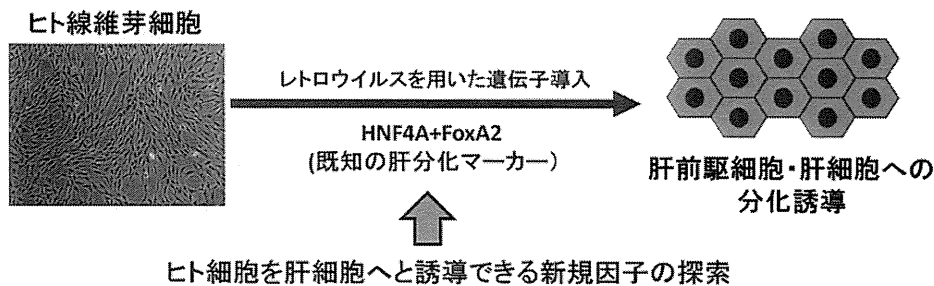 ヒト線維芽細胞
レトロウイルスを用いた遺伝子導入
HNF4A+FoxA2
(既知の肝分化マーカー)
肝前駆細胞・肝細胞への
分化誘導
ヒト細胞を肝細胞へと誘導できる新規因子の探索